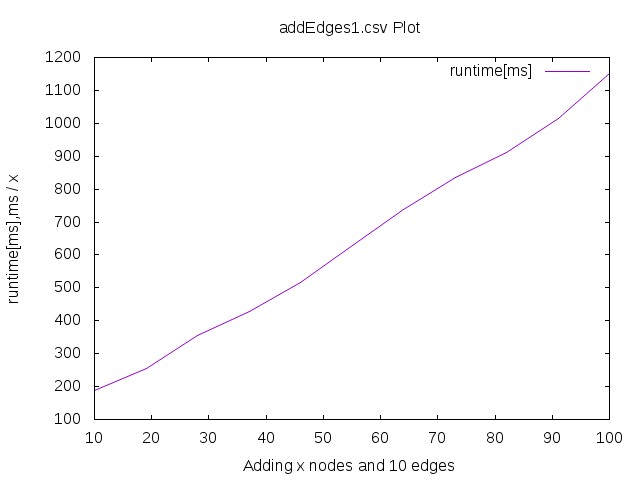 addEdges1.csv Plot
runtime[ms]
1200
1100
1000
900
800
700
600
500
400
300
200
100
runtime[ms],ms / x
10 20 30 40 50 60 70 80 90 100
Adding x nodes and 10 edges